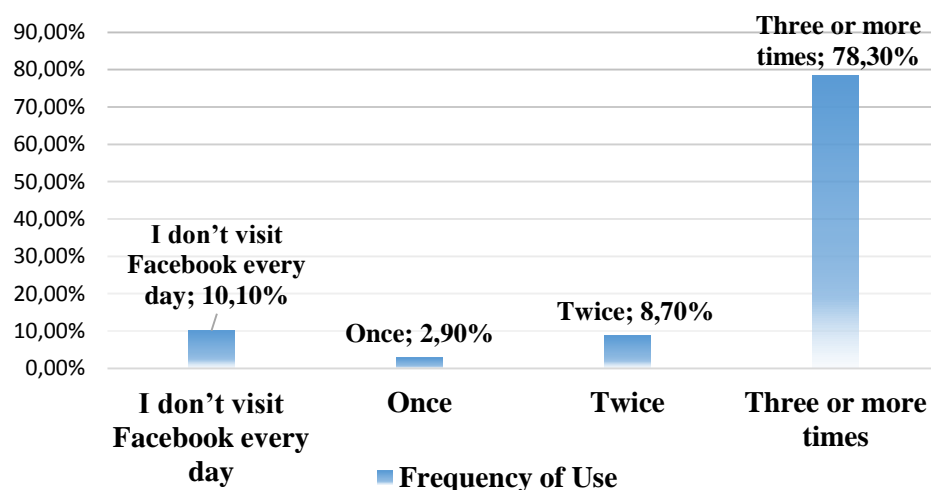 90,00%
80,00%
70,00%
60,00%
50,00%
40,00%
30,00%
20,00%
10,00%
0,00%
I don’t visit
Facebook every
day; 10,10%
Once; 2,90%
Twice; 8,70%
Three or more
times; 78,30%
I don’t visit
Facebook every
day
Once
Twice
Three or more
times
Frequency of Use